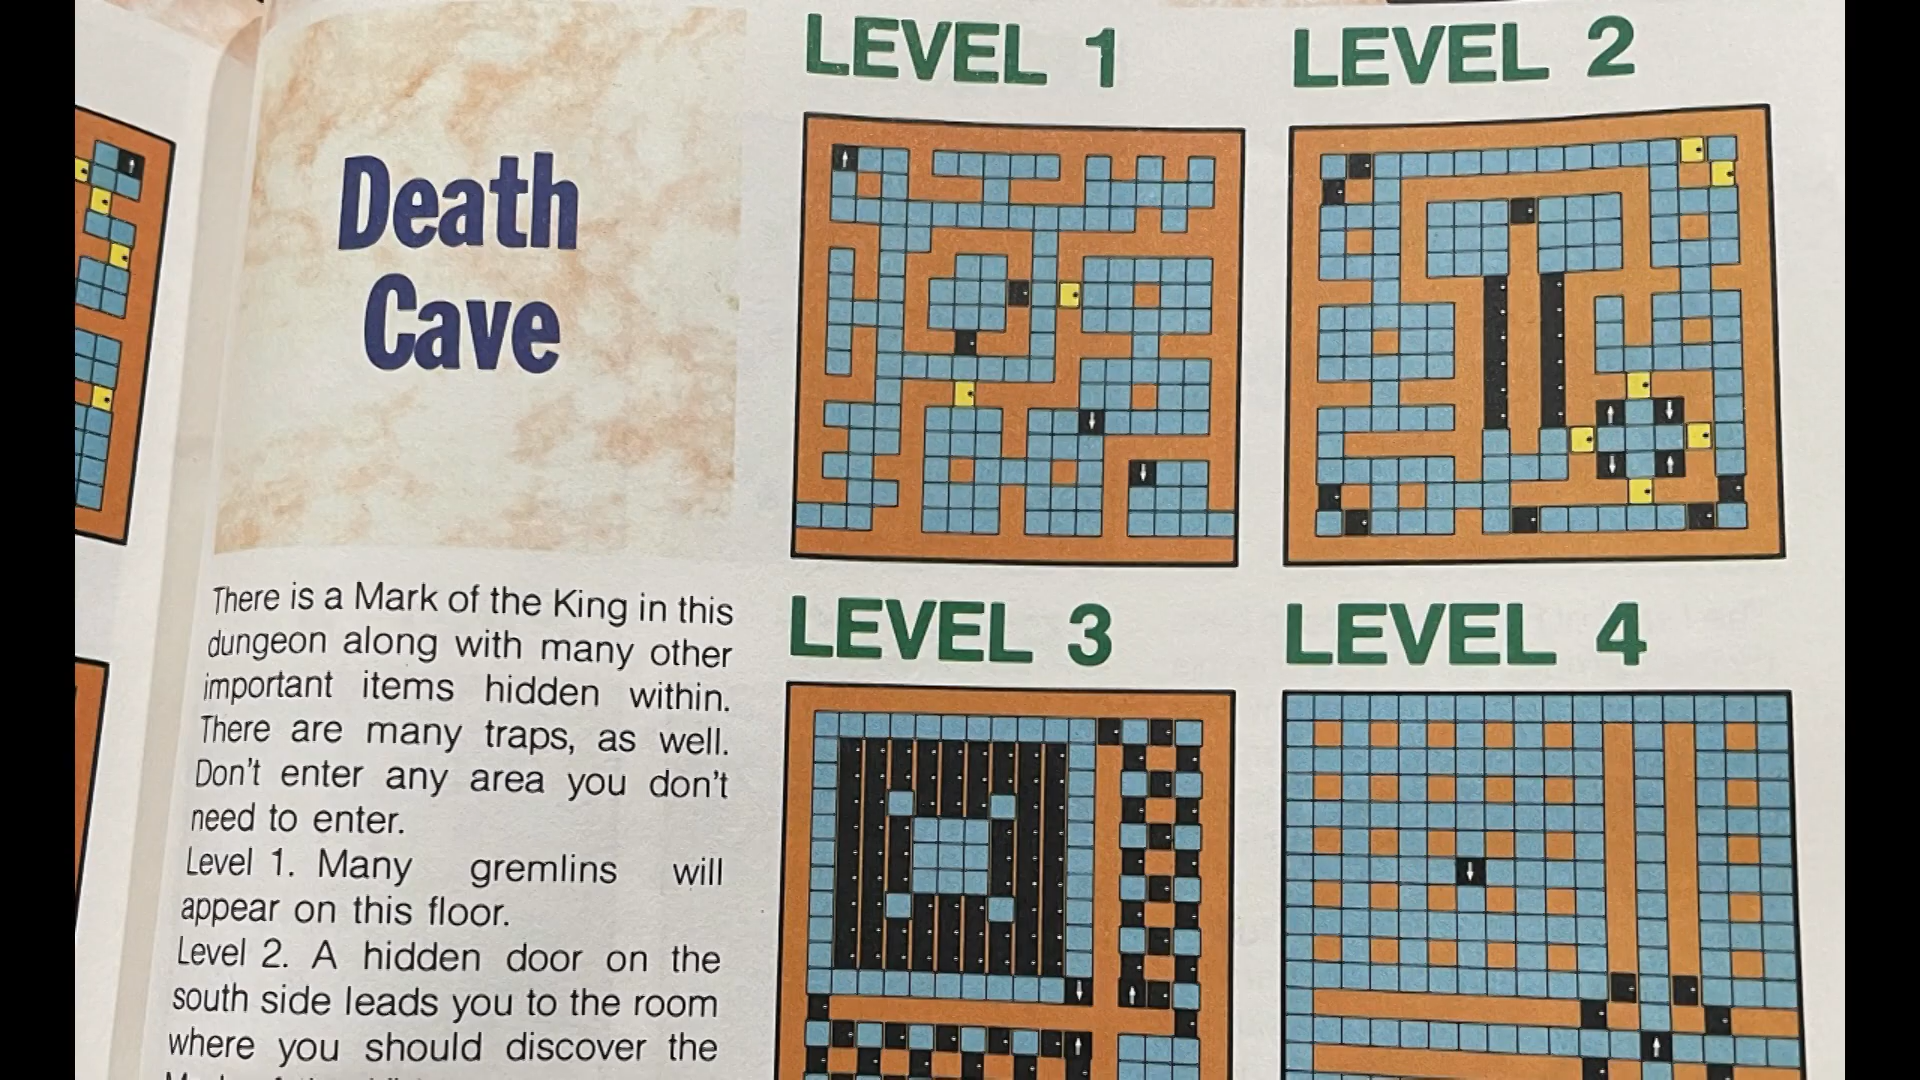 Death
Cave
There is a Mark of the King in this
dungeon along with many other
important items hidden within.
There are many traps, as well.
Don't enter any area you don't
need to enter.
Level 1. Many gremlins will
appear on this floor.
Level 2. A hidden door on the
south side leads you to the room
where you should discover the
LEVEL 1
LEVEL 2
LEVEL 3
LEVEL 4